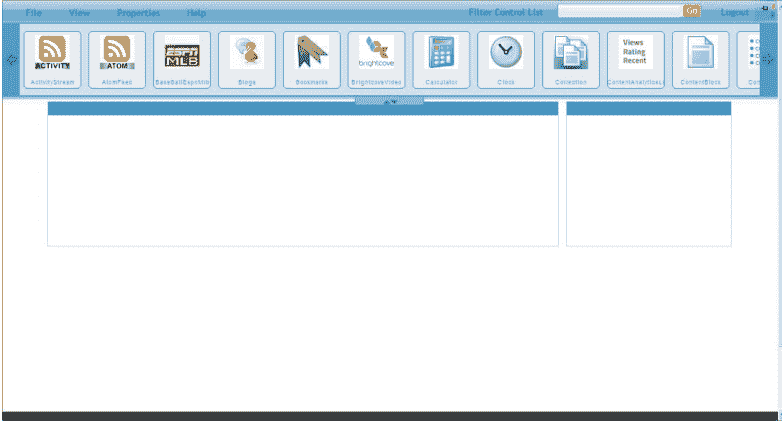 File View Properties Help Filter Control List Go Logout
ACTIVITY ATOM ESPN MLB brightcove Views
Rating
Recent
ActivityStream AtomFeed Blogs Bookmarks BrightcoveVideo Calculator Clock Collection ContentBlock